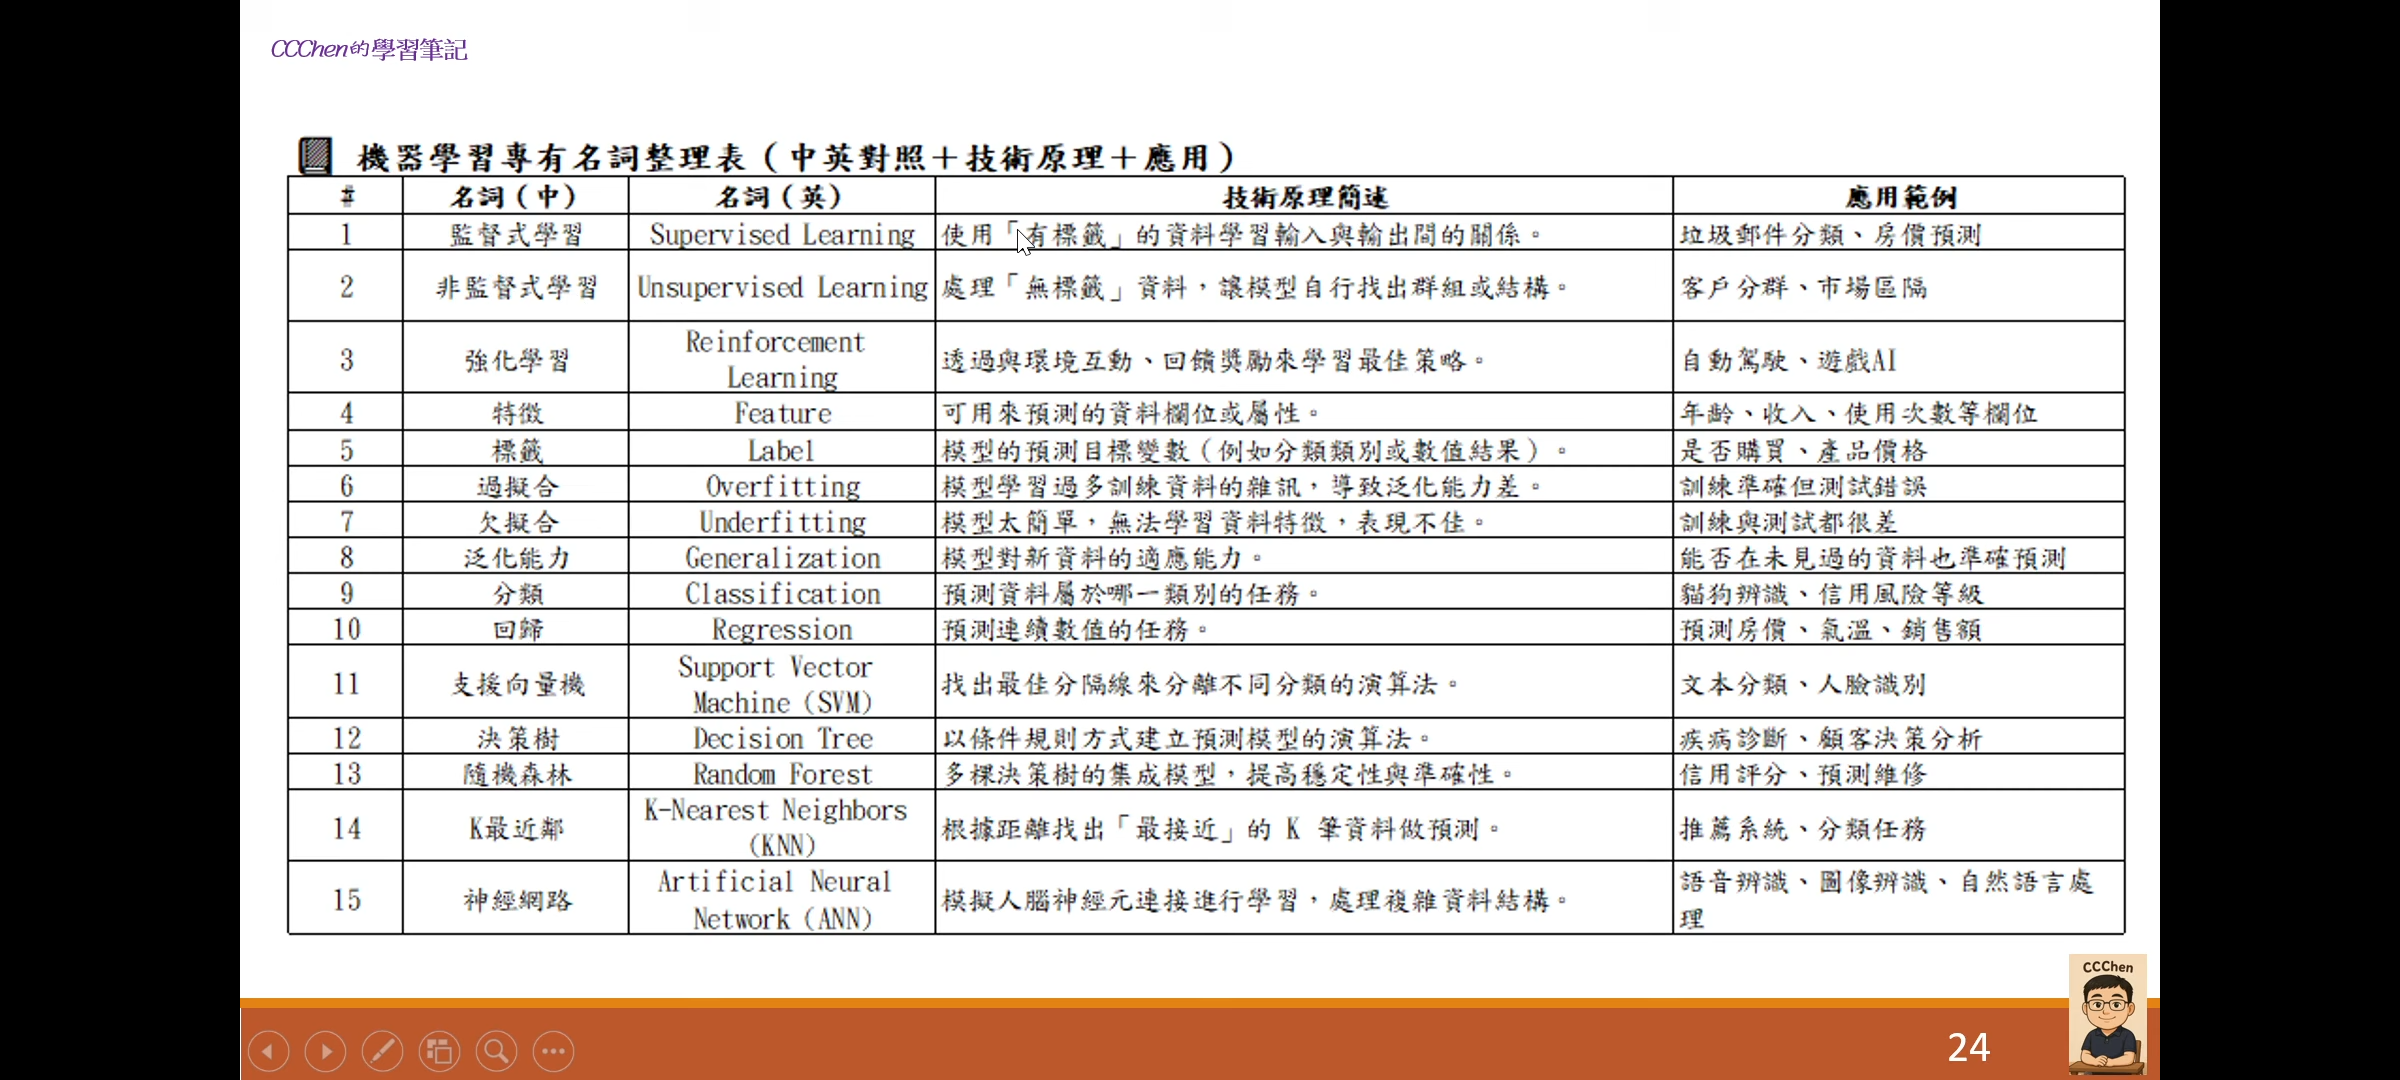 CCChen的學習筆記
機器學習專有名詞整理表（中英對照＋技術原理＋應用）
# 名詞（中） 名詞（英） 技術原理簡述 應用範例
1 監督式學習 Supervised Learning 使用「有標籤」的資料學習輸入與輸出間的關係。 垃圾郵件分類、房價預測
2 非監督式學習 Unsupervised Learning 處理「無標籤」資料，讓模型自行找出群組或結構。 客戶分群、市場區隔
3 強化學習 Reinforcement Learning 透過與環境互動、回饋獎勵來學習最佳策略。 自動駕駛、遊戲AI
4 特徵 Feature 可用來預測的資料欄位或屬性。 年齡、收入、使用次數等欄位
5 標籤 Label 模型的預測目標變數（例如分類類別或數值結果）。 是否購買、產品價格
6 過擬合 Overfitting 模型學習過多訓練資料的雜訊，導致泛化能力差。 訓練準確但測試錯誤
7 欠擬合 Underfitting 模型太簡單，無法學習資料特徵，表現不佳。 訓練與測試都很差
8 泛化能力 Generalization 模型對新資料的適應能力。 能否在未見過的資料也準確預測
9 分類 Classification 預測資料屬於哪一類別的任務。 貓狗辨識、信用風險等級
10 回歸 Regression 預測連續數值的任務。 預測房價、氣溫、銷售額
11 支援向量機 Support Vector Machine (SVM) 找出最佳分隔線來分離不同分類的演算法。 文本分類、人臉識別
12 決策樹 Decision Tree 以條件規則方式建立預測模型的演算法。 疾病診斷、顧客決策分析
13 隨機森林 Random Forest 多棵決策樹的集成模型，提高穩定性與準確性。 信用評分、預測維修
14 K最近鄰 K-Nearest Neighbors (KNN) 根據距離找出「最接近」的 K 筆資料做預測。 推薦系統、分類任務
15 神經網路 Artificial Neural Network (ANN) 模擬人腦神經元連接進行學習，處理複雜資料結構。 語音辨識、圖像辨識、自然語言處理
CCChen
24